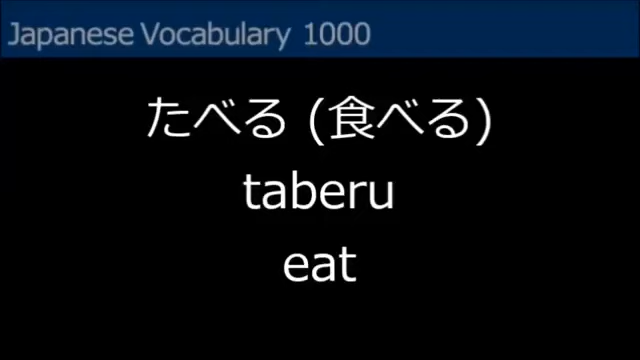 Japanese Vocabulary 1000
たべる (食べる)
taberu
eat